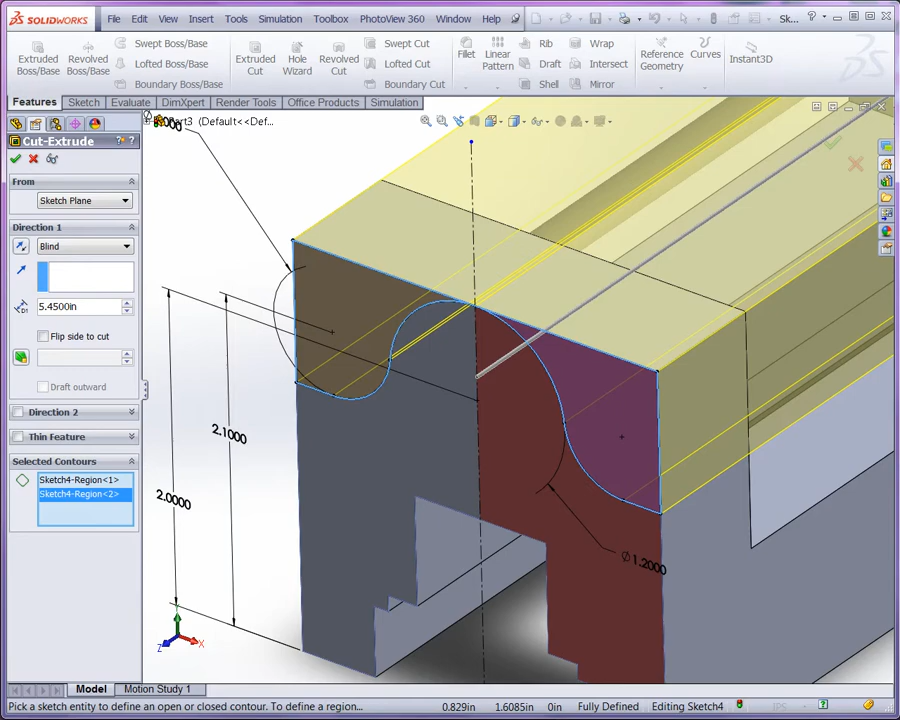 SOLIDWORKS File Edit View Insert Tools Simulation Toolbox PhotoView 360 Window Help Sk...
Extruded Boss/Base
Revolved Boss/Base
Swept Boss/Base
Lofted Boss/Base
Boundary Boss/Base
Extruded Cut
Hole Wizard
Revolved Cut
Swept Cut
Lofted Cut
Boundary Cut
Fillet
Linear Pattern
Rib
Draft
Shell
Wrap
Intersect
Mirror
Reference Geometry
Curves
Instant3D
Features Sketch Evaluate DimXpert Render Tools Office Products Simulation
(Default<<Def...
Cut-Extrude
From
Sketch Plane
Direction 1
Blind
5.4500in
Flip side to cut
Draft outward
Direction 2
Thin Feature
Selected Contours
Sketch4-Region<1>
Sketch4-Region<2>
2.1000
2.0000
Ø1.2000
Y
Z
X
Model Motion Study 1
Pick a sketch entity to define an open or closed contour. To define a region... 0.829in 1.6085in 0in Fully Defined Editing Sketch4 IPS